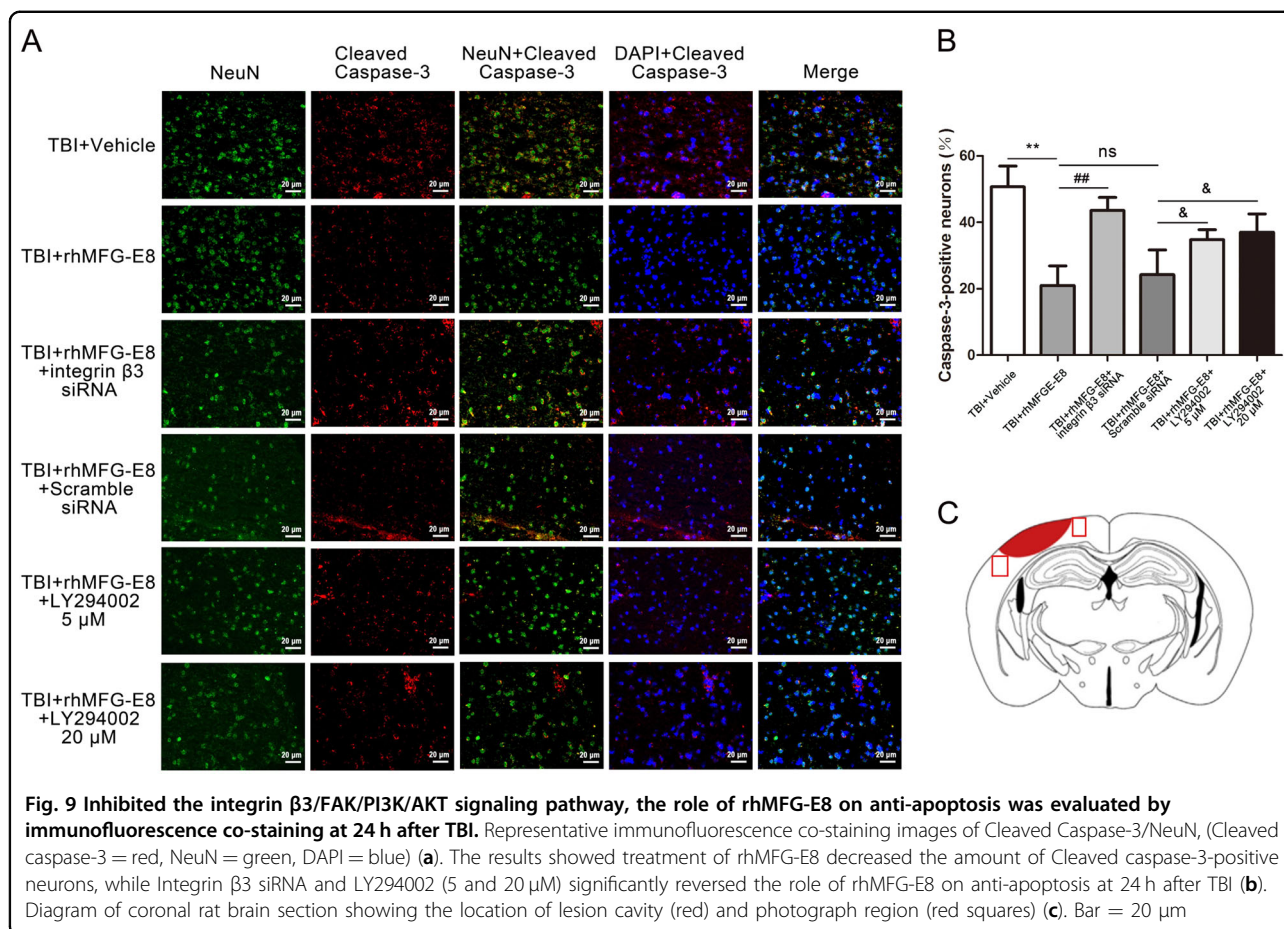 A
NeuN
Cleaved
Caspase-3
NeuN+Cleaved
Caspase-3
DAPI+Cleaved
Caspase-3
Merge
TBI+Vehicle
20 μm
20 μm
20 μm
20 μm
20 μm
TBI+rhMFG-E8
20 μm
20 μm
20 μm
20 μm
20 μm
TBI+rhMFG-E8
+integrin β3
siRNA
20 μm
20 μm
20 μm
20 μm
20 μm
TBI+rhMFG-E8
+Scramble
siRNA
20 μm
20 μm
20 μm
20 μm
20 μm
TBI+rhMFG-E8
+LY294002
5 μM
20 μm
20 μm
20 μm
20 μm
20 μm
TBI+rhMFG-E8
+LY294002
20 μM
20 μm
20 μm
20 μm
20 μm
20 μm
B
Caspase-3-positive neurons (%)
60
40
20
0
**
ns
##
&
&
TBI+Vehicle
TBI+rhMFGE-E8
TBI+rhMFG-E8+
integrin β3 siRNA
TBI+rhMFG-E8+
Scramble siRNA
TBI+rhMFG-E8+
LY294002
5 μM
TBI+rhMFG-E8+
LY294002
20 μM
C
Fig. 9 Inhibited the integrin β3/FAK/PI3K/AKT signaling pathway, the role of rhMFG-E8 on anti-apoptosis was evaluated by
immunofluorescence co-staining at 24 h after TBI. Representative immunofluorescence co-staining images of Cleaved Caspase-3/NeuN, (Cleaved
caspase-3 = red, NeuN = green, DAPI = blue) (a). The results showed treatment of rhMFG-E8 decreased the amount of Cleaved caspase-3-positive
neurons, while Integrin β3 siRNA and LY294002 (5 and 20 μM) significantly reversed the role of rhMFG-E8 on anti-apoptosis at 24 h after TBI (b).
Diagram of coronal rat brain section showing the location of lesion cavity (red) and photograph region (red squares) (c). Bar = 20 μm